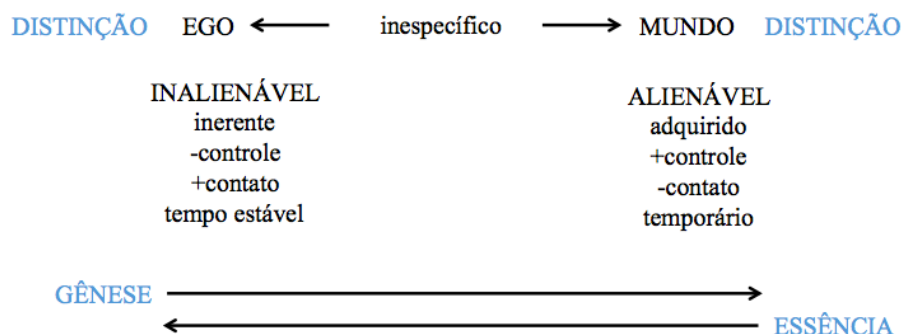 DISTINÇÃO EGO inespecífico MUNDO DISTINÇÃO
INALIENÁVEL
inerente
-controle
+contato
tempo estável
ALIENÁVEL
adquirido
+controle
-contato
temporário
GÊNESE
ESSÊNCIA